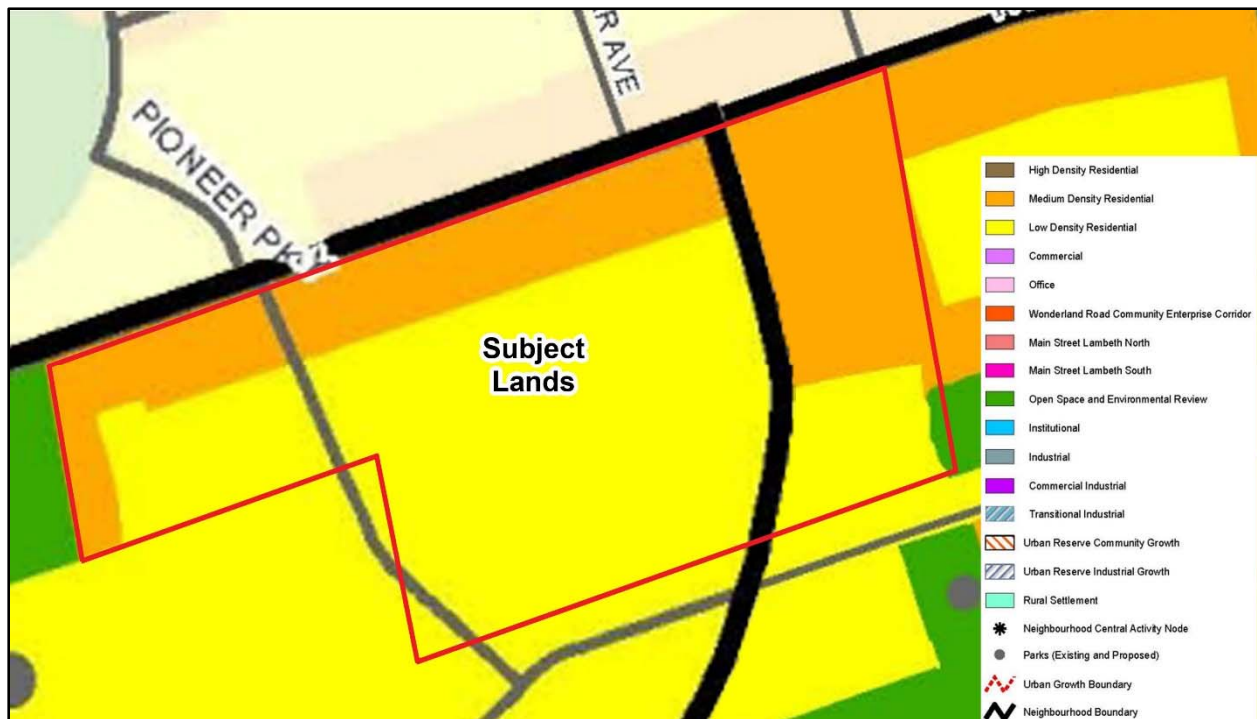 PIONEER PK
R AVE
Subject
Lands
High Density Residential
Medium Density Residential
Low Density Residential
Commercial
Office
Wonderland Road Community Enterprise Corridor
Main Street Lambeth North
Main Street Lambeth South
Open Space and Environmental Review
Institutional
Industrial
Commercial Industrial
Transitional Industrial
Urban Reserve Community Growth
Urban Reserve Industrial Growth
Rural Settlement
Neighbourhood Central Activity Node
Parks (Existing and Proposed)
Urban Growth Boundary
Neighbourhood Boundary